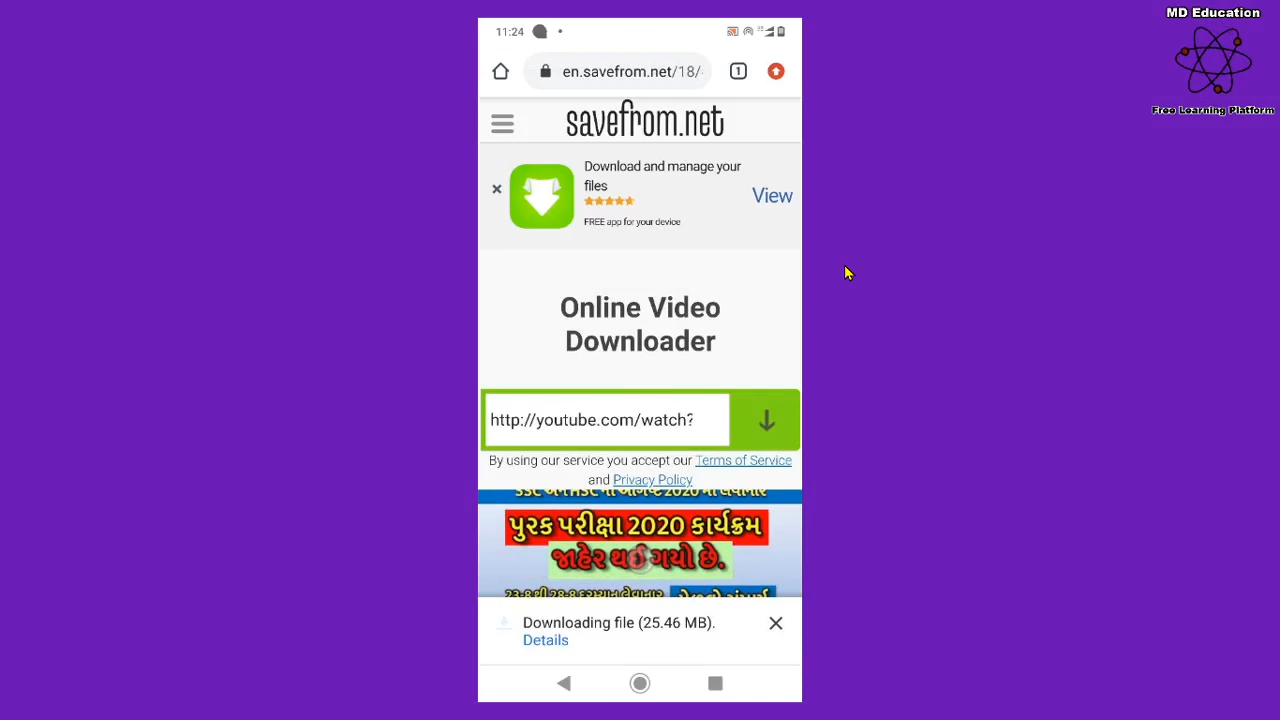 MD Education
Free Learning Platform
11:24
en.savefrom.net/18/
1
savefrom.net
Download and manage your
files
View
FREE app for your device
Online Video
Downloader
http://youtube.com/watch?
By using our service you accept our Terms of Service
and Privacy Policy
પુરક પરીક્ષા 2020 કાર્યક્રમ
જાહેર થઈ ગયો છે.
Downloading file (25.46 MB).
Details